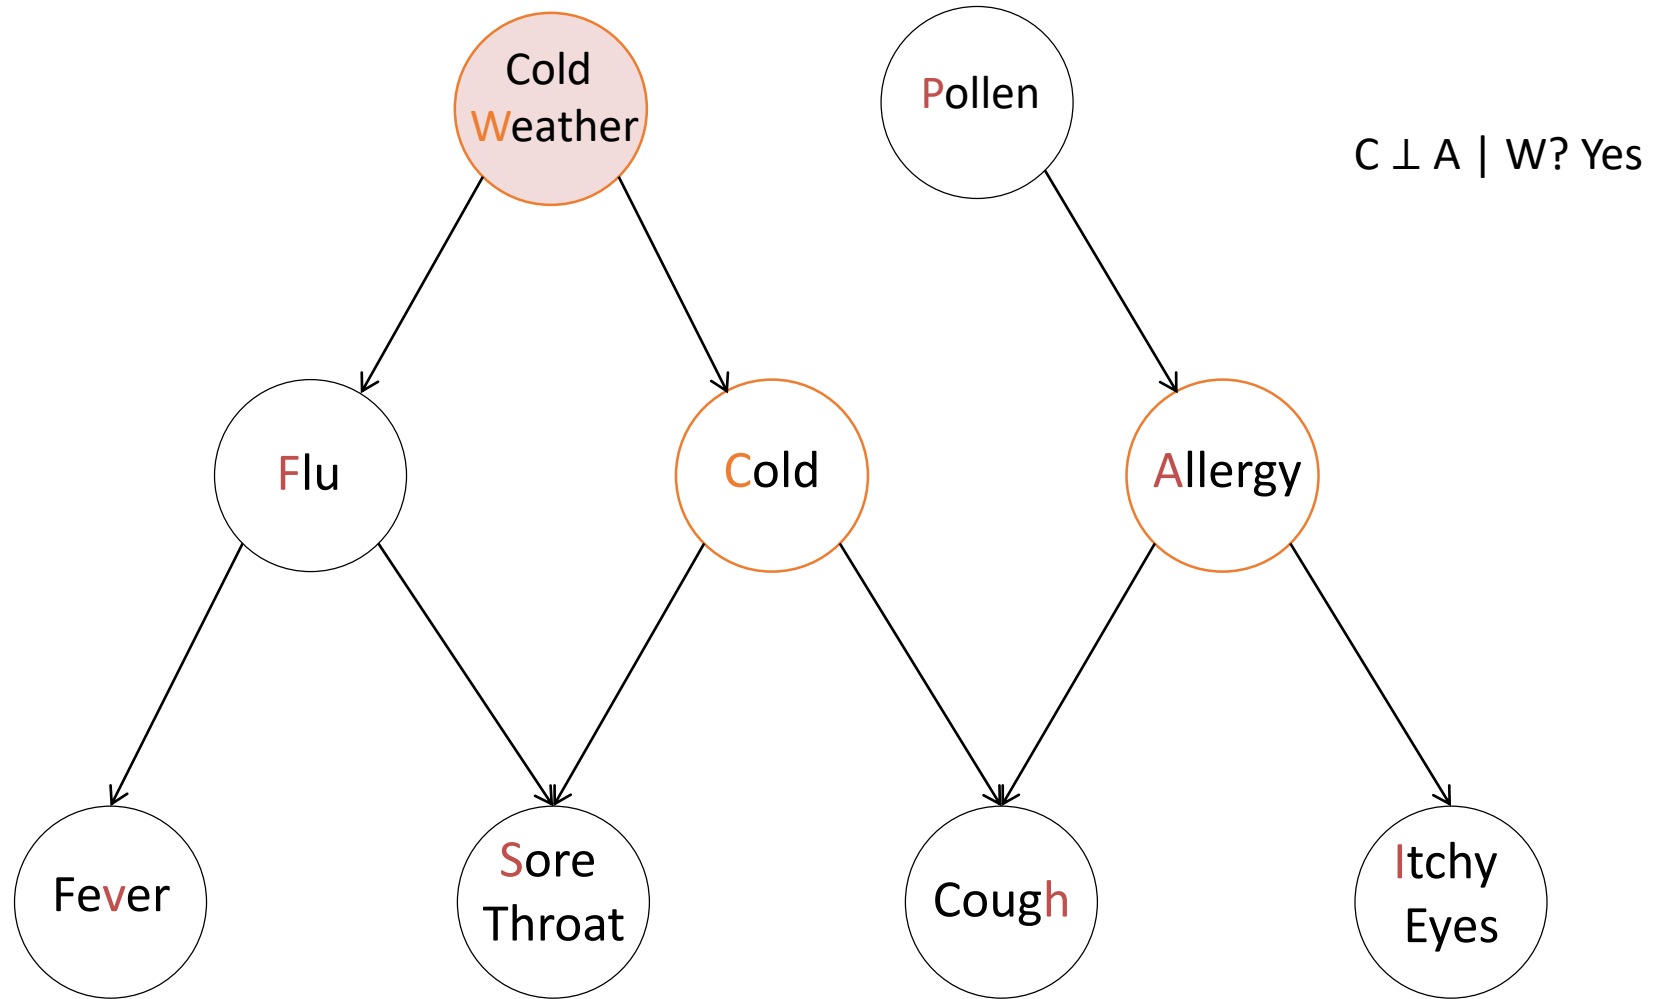 Cold
Weather
Pollen
C ⊥ A | W? Yes
Flu
Cold
Allergy
Fever
Sore
Throat
Cough
Itchy
Eyes